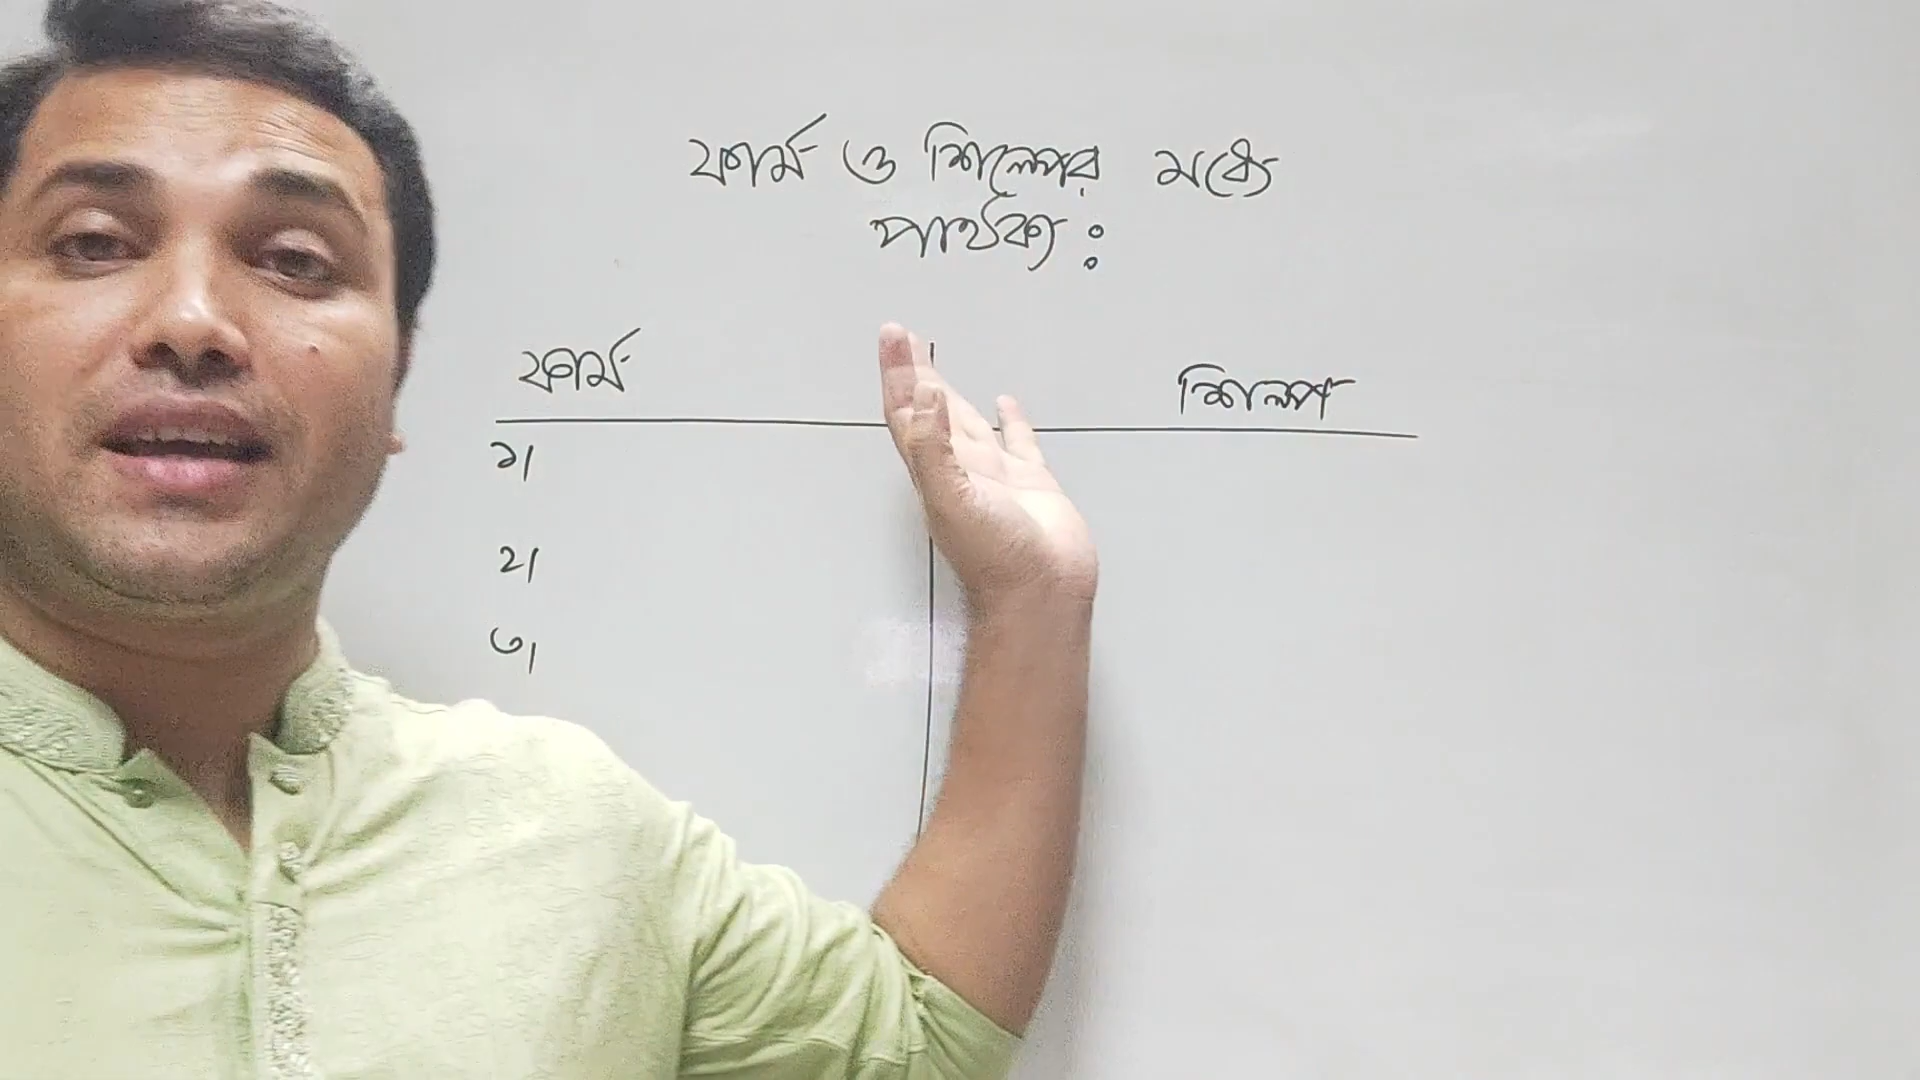 ফার্ম ও শিল্পের মধ্যে
পার্থক্য :
ফার্ম
শিল্প
১।
২।
৩।